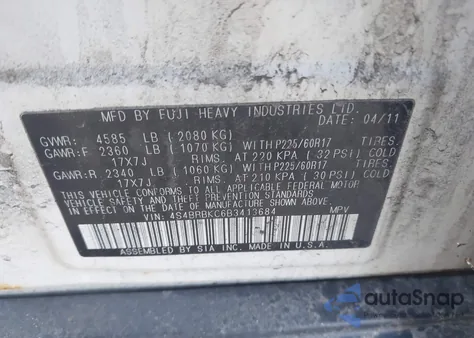 MFD BY FUJI HEAVY INDUSTRIES LTD.
DATE: 04/11
GVWR: 4585 LB (2080 KG)
GAWR:F 2360 LB (1070 KG) WITH P225/60R17 TIRES.
17X7J RIMS. AT 220 KPA (32 PSI) COLD.
GAWR:R 2340 LB (1060 KG) WITH P225/60R17 TIRES.
17X7J RIMS. AT 210 KPA (30 PSI) COLD.
THIS VEHICLE CONFORMS TO ALL APPLICABLE FEDERAL MOTOR
VEHICLE SAFETY AND BUMPER STANDARDS IN EFFECT ON THE
DATE OF MANUFACTURE SHOWN ABOVE.
VIN: 4S4BRBKC6B3413684 MPV
ASSEMBLED BY SIA INC. MADE IN U.S.A.
autoSnap